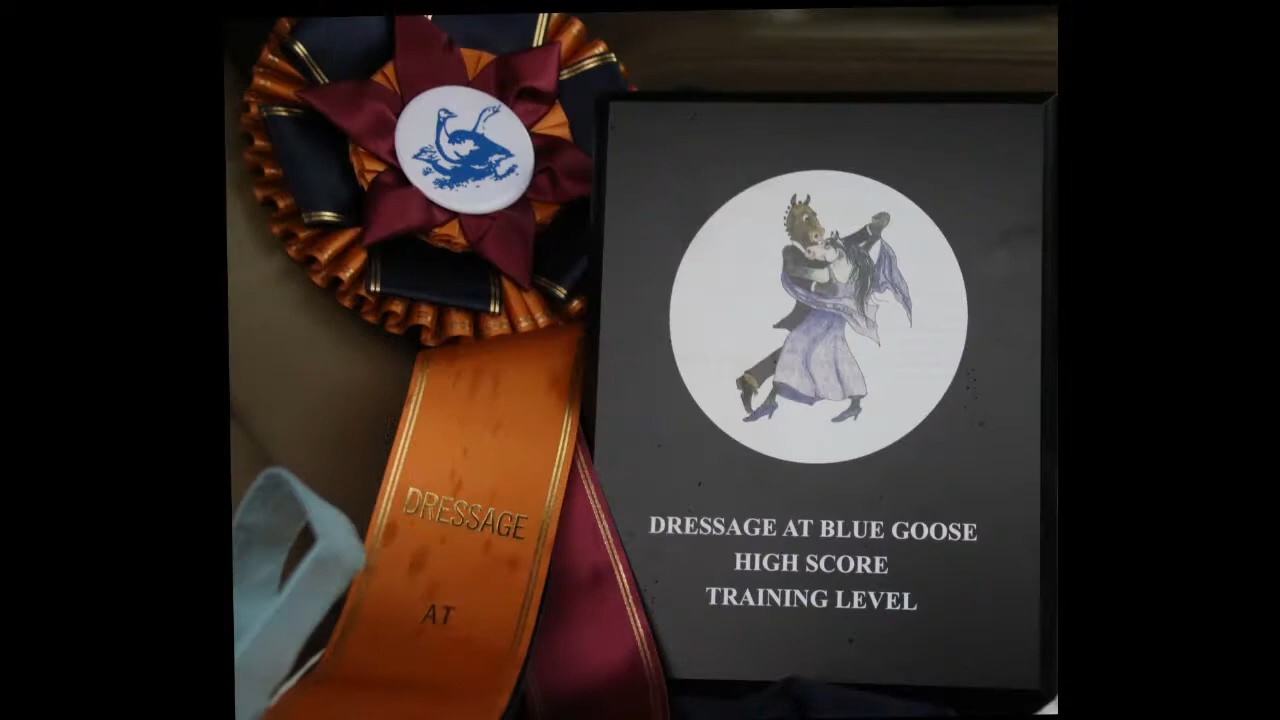 DRESSAGE
AT
DRESSAGE AT BLUE GOOSE
HIGH SCORE
TRAINING LEVEL